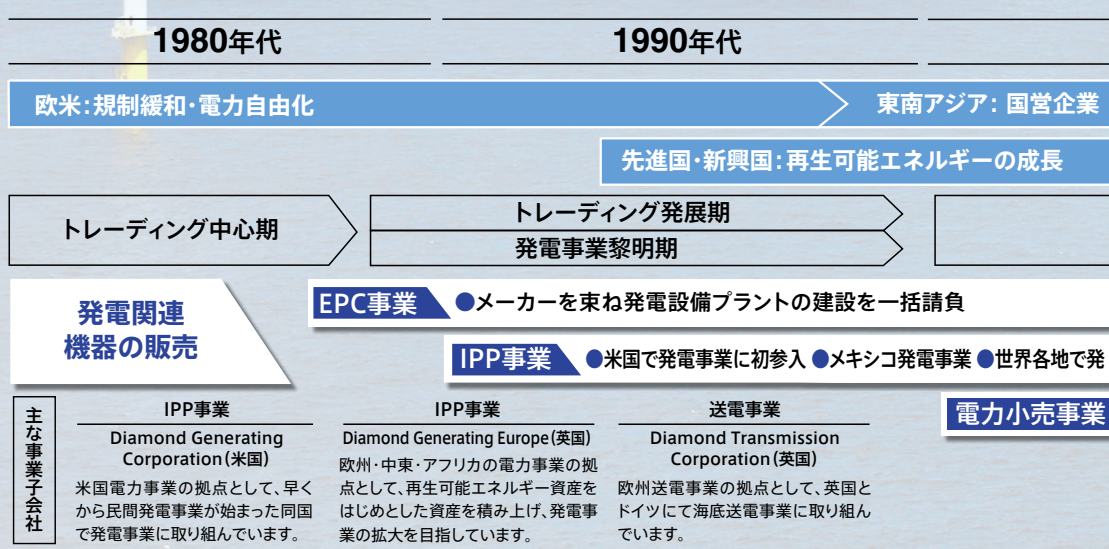 1980年代
1990年代
欧米:規制緩和・電力自由化
東南アジア: 国営企業
先進国・新興国:再生可能エネルギーの成長
トレーディング中心期
トレーディング発展期
発電事業黎明期
発電関連
機器の販売
EPC事業 ●メーカーを束ね発電設備プラントの建設を一括請負
IPP事業 ●米国で発電事業に初参入 ●メキシコ発電事業 ●世界各地で発
電力小売事業
主な事業子会社
IPP事業
Diamond Generating
Corporation(米国)
米国電力事業の拠点として、早く
から民間発電事業が始まった同国
で発電事業に取り組んでいます。
IPP事業
Diamond Generating Europe(英国)
欧州・中東・アフリカの電力事業の拠
点として、再生可能エネルギー資産を
はじめとした資産を積み上げ、発電事
業の拡大を目指しています。
送電事業
Diamond Transmission
Corporation(英国)
欧州送電事業の拠点として、英国と
ドイツにて海底送電事業に取り組ん
でいます。